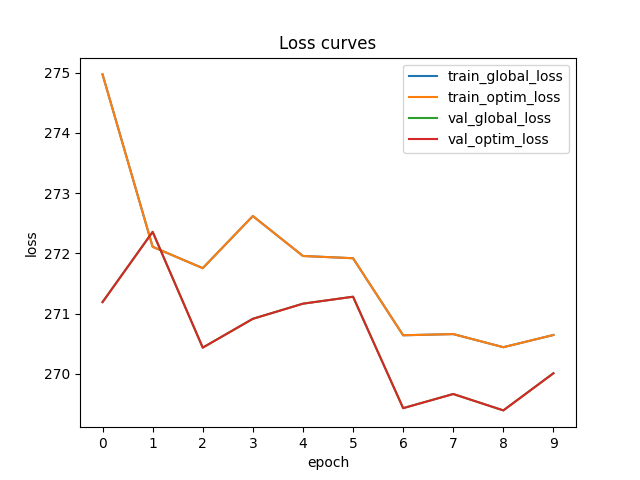 Loss curves
train_global_loss
train_optim_loss
val_global_loss
val_optim_loss
275
274
273
272
271
270
loss
0 1 2 3 4 5 6 7 8 9
epoch